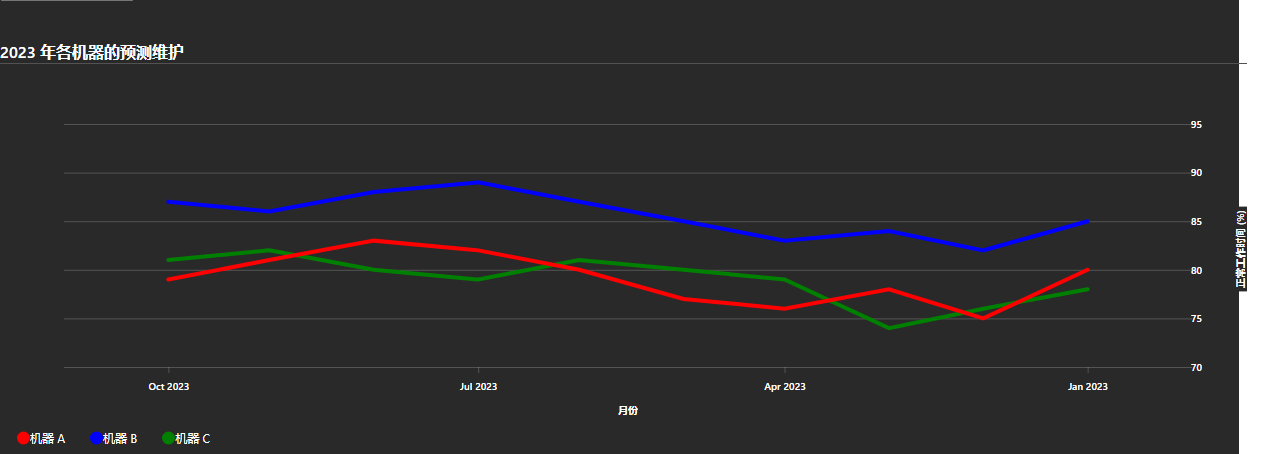 2023 年各机器的预测维护
95
90
85
80
75
70
正常工作时间 (%)
Oct 2023
Jul 2023
Apr 2023
Jan 2023
月份
机器 A
机器 B
机器 C